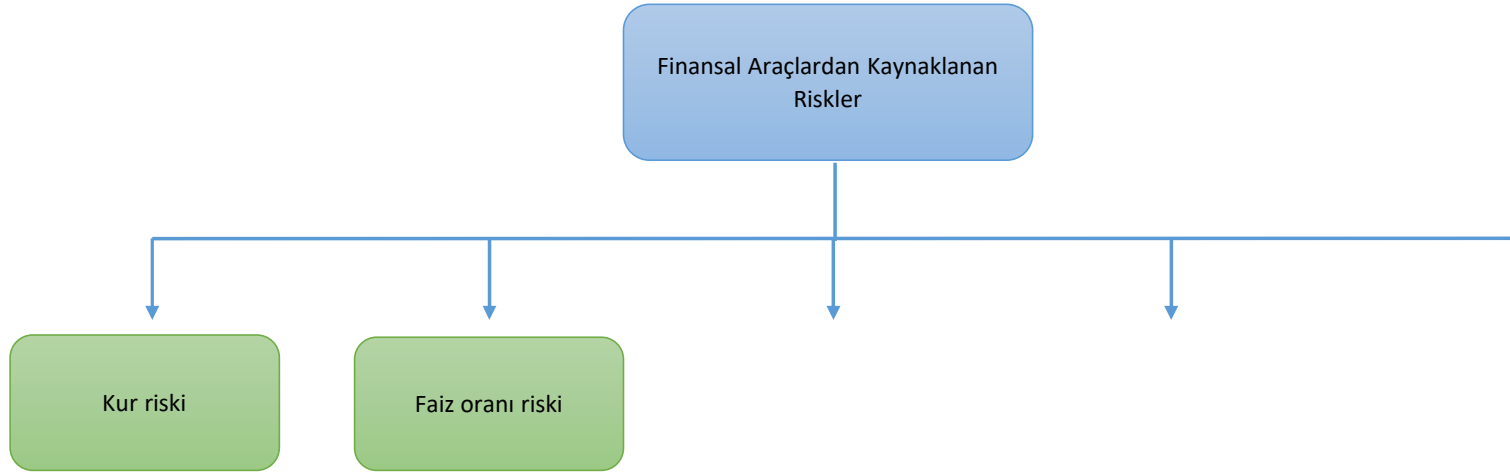 Finansal Araçlardan Kaynaklanan
Riskler
Kur riski
Faiz oranı riski